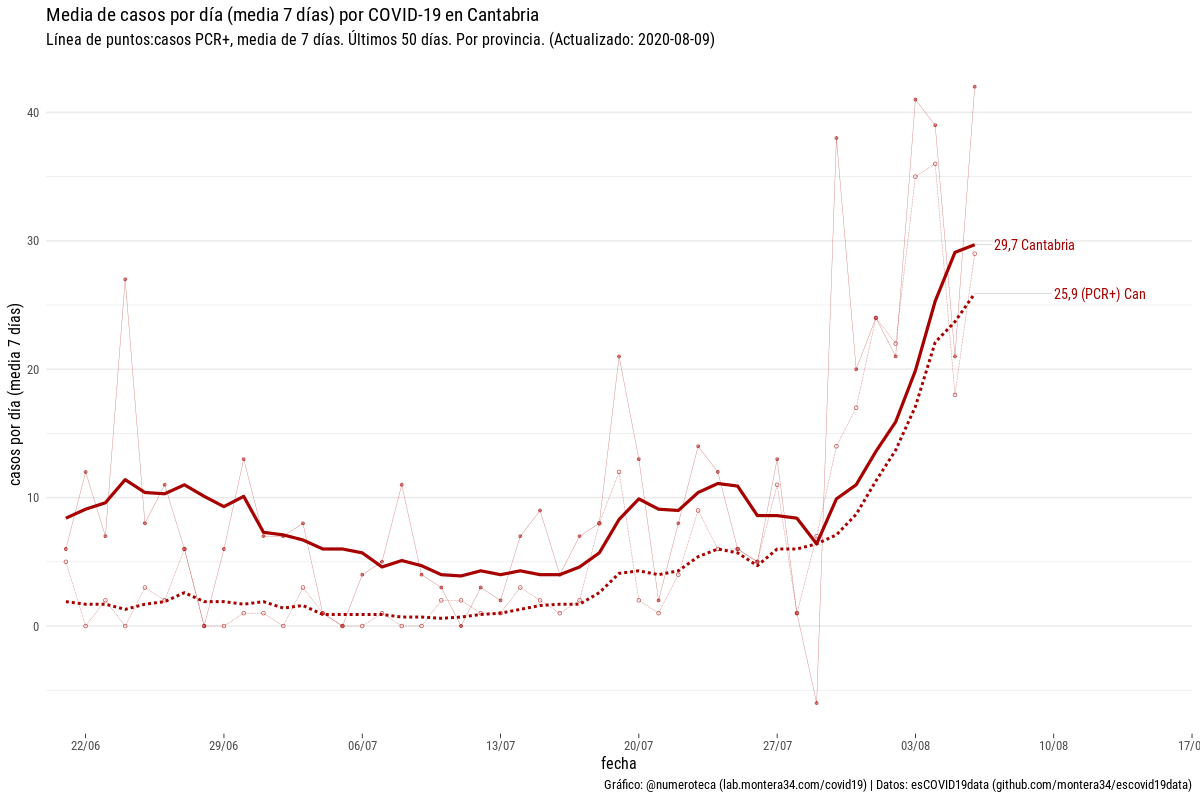 Media de casos por día (media 7 días) por COVID-19 en Cantabria
Línea de puntos:casos PCR+, media de 7 días. Últimos 50 días. Por provincia. (Actualizado: 2020-08-09)
casos por día (media 7 días)
40
30
20
10
0
29,7 Cantabria
25,9 (PCR+) Can
22/06
29/06
06/07
13/07
20/07
27/07
03/08
10/08
17/0
fecha
Gráfico: @numeroteca (lab.montera34.com/covid19) | Datos: esCOVID19data (github.com/montera34/escovid19data)